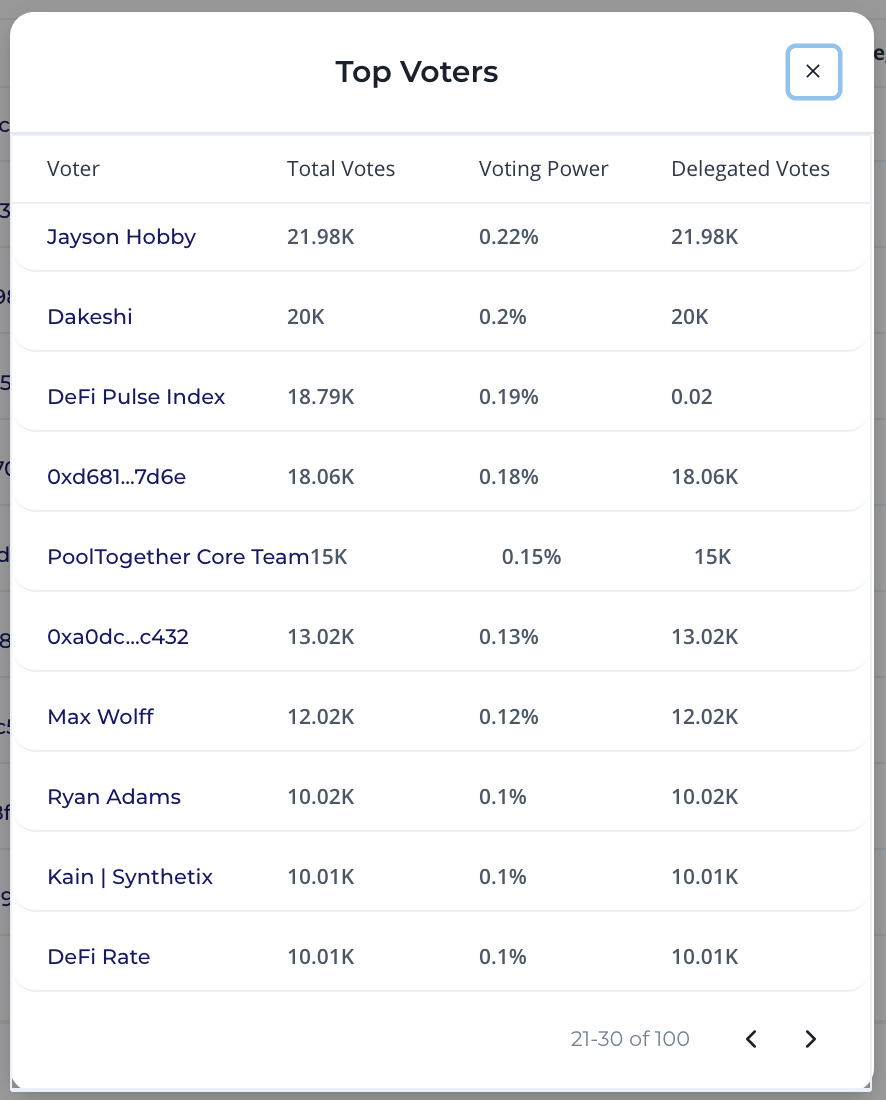 Top Voters
Voter Total Votes Voting Power Delegated Votes
Jayson Hobby 21.98K 0.22% 21.98K
Dakeshi 20K 0.2% 20K
DeFi Pulse Index 18.79K 0.19% 0.02
0xd681...7d6e 18.06K 0.18% 18.06K
PoolTogether Core Team 15K 0.15% 15K
0xa0dc...c432 13.02K 0.13% 13.02K
Max Wolff 12.02K 0.12% 12.02K
Ryan Adams 10.02K 0.1% 10.02K
Kain | Synthetix 10.01K 0.1% 10.01K
DeFi Rate 10.01K 0.1% 10.01K
21-30 of 100